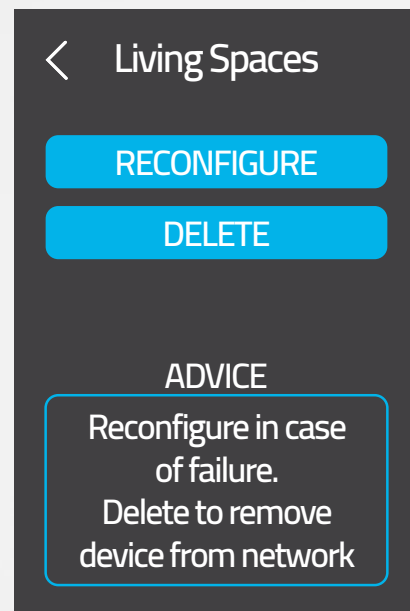 Living Spaces
RECONFIGURE
DELETE
ADVICE
Reconfigure in case
of failure.
Delete to remove
device from network